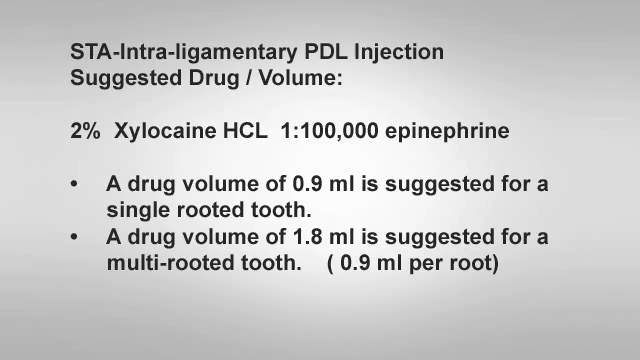 STA-Intra-ligamentary PDL Injection
Suggested Drug / Volume:
2% Xylocaine HCL 1:100,000 epinephrine
• A drug volume of 0.9 ml is suggested for a
single rooted tooth.
• A drug volume of 1.8 ml is suggested for a
multi-rooted tooth. ( 0.9 ml per root)